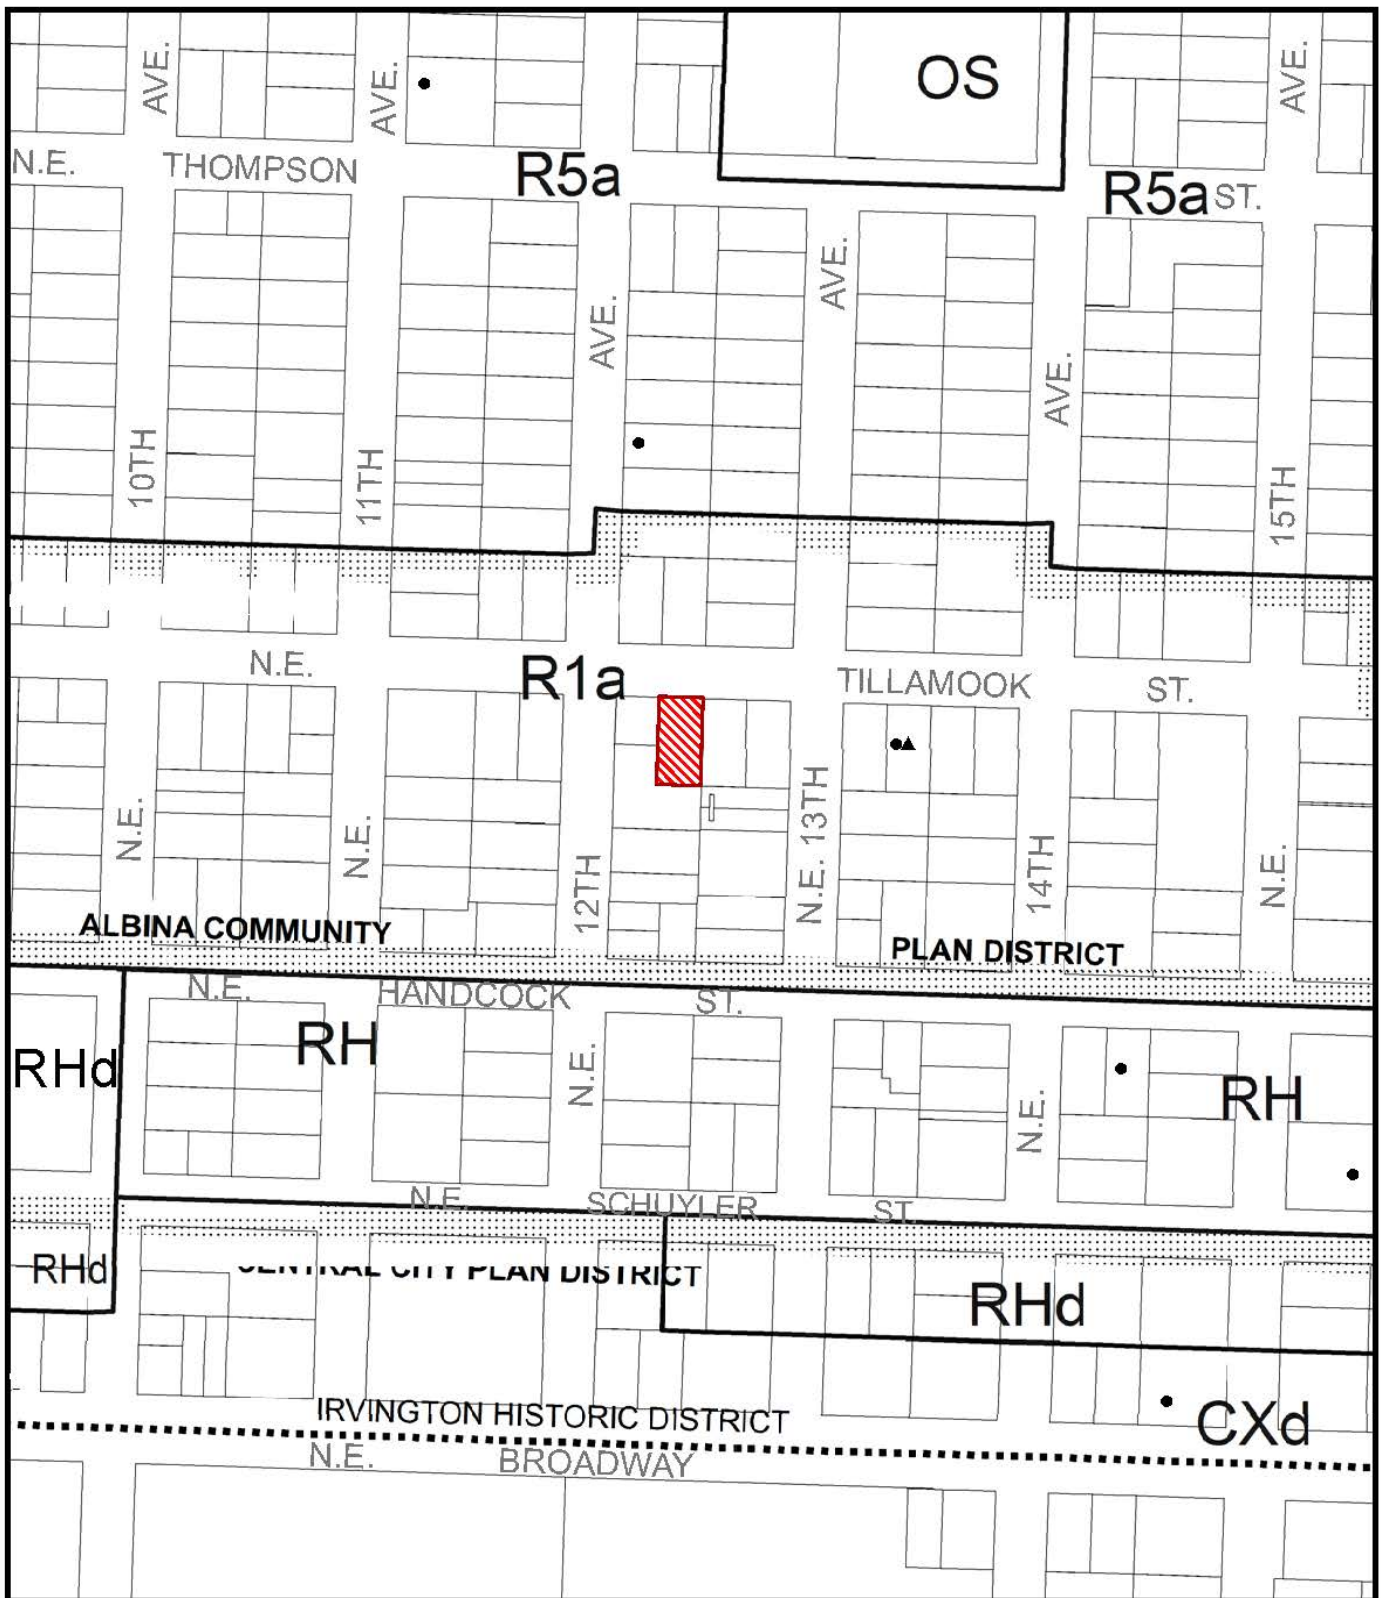 OS
AVE.
AVE.
AVE.
N.E. THOMPSON
R5a
R5a ST.
AVE.
AVE.
AVE.
10TH
11TH
15TH
N.E.
R1a
TILLAMOOK
ST.
N.E.
N.E.
N.E. 13TH
12TH
14TH
N.E.
ALBINA COMMUNITY
PLAN DISTRICT
N.E.
HANDCOCK
ST.
RH
RHd
N.E.
N.E.
RH
N.E.
SCHUYLER
ST.
RHd
CENTRAL CITY PLAN DISTRICT
RHd
IRVINGTON HISTORIC DISTRICT
CXd
N.E.
BROADWAY